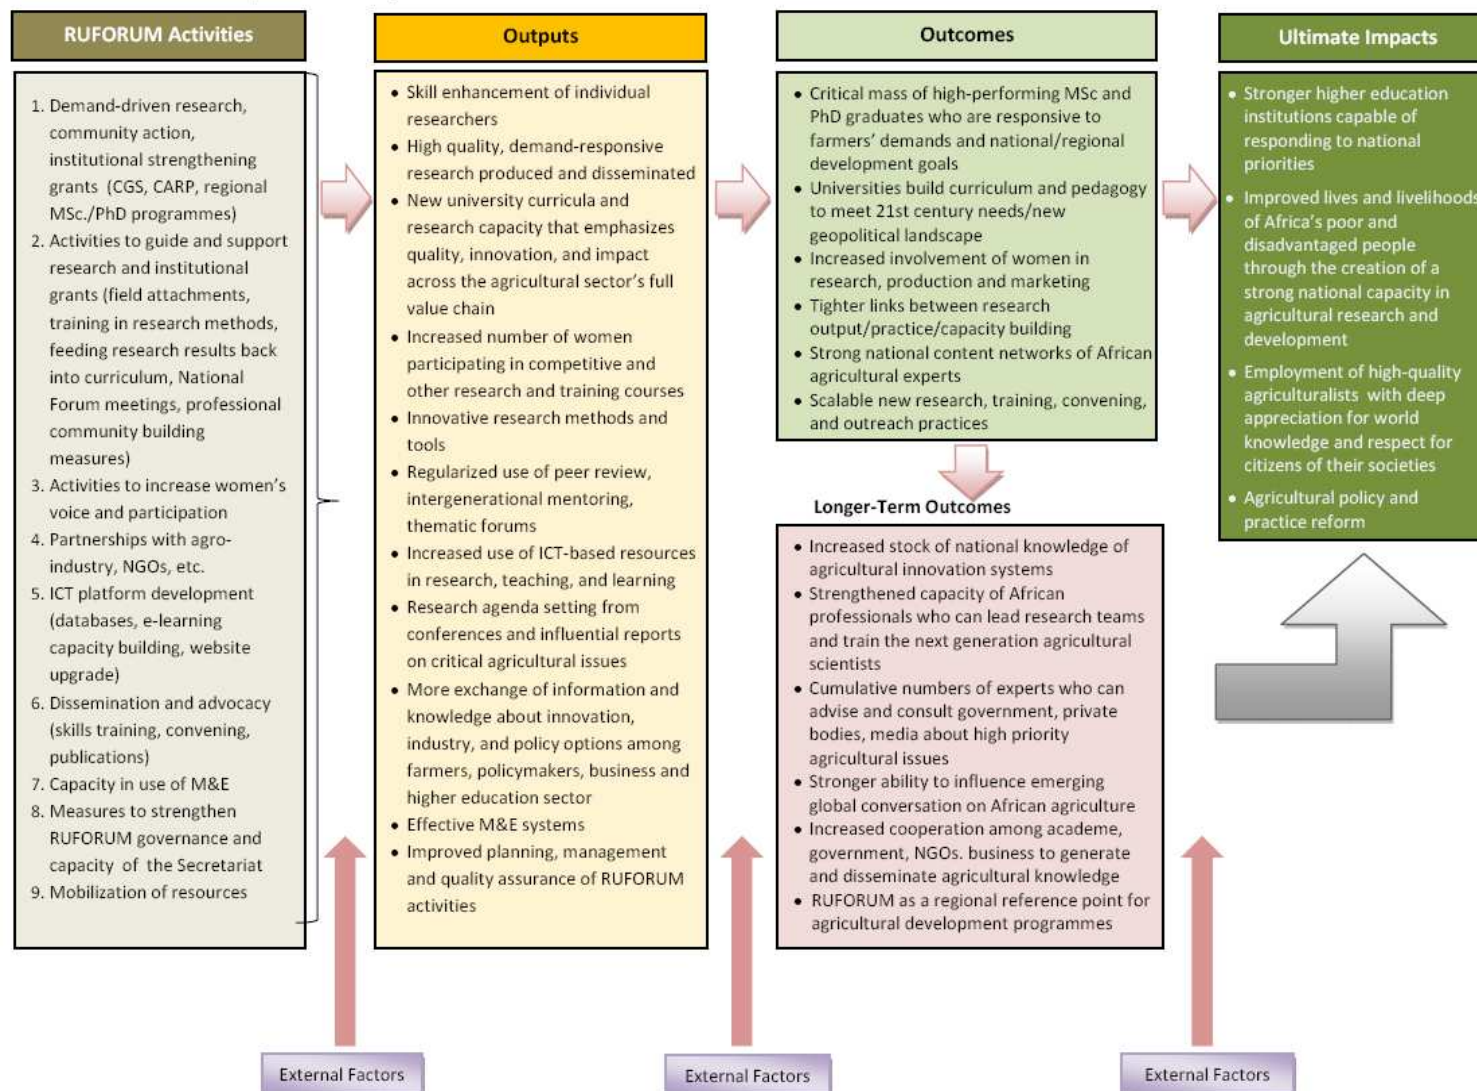 RUFORUM Activities
1. Demand-driven research,
community action,
institutional strengthening
grants (CGS, CARP, regional
MSc./PhD programmes)
2. Activities to guide and support
research and institutional
grants (field attachments,
training in research methods,
feeding research results back
into curriculum, National
Forum meetings, professional
community building
measures)
3. Activities to increase women's
voice and participation
4. Partnerships with agro-
industry, NGOs, etc.
5. ICT platform development
(databases, e-learning
capacity building, website
upgrade)
6. Dissemination and advocacy
(skills training, convening,
publications)
7. Capacity in use of M&E
8. Measures to strengthen
RUFORUM governance and
capacity of the Secretariat
9. Mobilization of resources
Outputs
• Skill enhancement of individual
researchers
• High quality, demand-responsive
research produced and disseminated
• New university curricula and
research capacity that emphasizes
quality, innovation, and impact
across the agricultural sector's full
value chain
• Increased number of women
participating in competitive and
other research and training courses
• Innovative research methods and
tools
• Regularized use of peer review,
intergenerational mentoring,
thematic forums
• Increased use of ICT-based resources
in research, teaching, and learning
• Research agenda setting from
conferences and influential reports
on critical agricultural issues
• More exchange of information and
knowledge about innovation,
industry, and policy options among
farmers, policymakers, business and
higher education sector
• Effective M&E systems
• Improved planning, management
and quality assurance of RUFORUM
activities
Outcomes
• Critical mass of high-performing MSc and
PhD graduates who are responsive to
farmers' demands and national/regional
development goals
• Universities build curriculum and pedagogy
to meet 21st century needs/new
geopolitical landscape
• Increased involvement of women in
research, production and marketing
• Tighter links between research
output/practice/capacity building
• Strong national content networks of African
agricultural experts
• Scalable new research, training, convening,
and outreach practices
Longer-Term Outcomes
• Increased stock of national knowledge of
agricultural innovation systems
• Strengthened capacity of African
professionals who can lead research teams
and train the next generation agricultural
scientists
• Cumulative numbers of experts who can
advise and consult government, private
bodies, media about high priority
agricultural issues
• Stronger ability to influence emerging
global conversation on African agriculture
• Increased cooperation among academe,
government, NGOs. business to generate
and disseminate agricultural knowledge
• RUFORUM as a regional reference point for
agricultural development programmes
Ultimate Impacts
• Stronger higher education
institutions capable of
responding to national
priorities
• Improved lives and livelihoods
of Africa's poor and
disadvantaged people
through the creation of a
strong national capacity in
agricultural research and
development
• Employment of high-quality
agriculturalists with deep
appreciation for world
knowledge and respect for
citizens of their societies
• Agricultural policy and
practice reform
External Factors
External Factors
External Factors